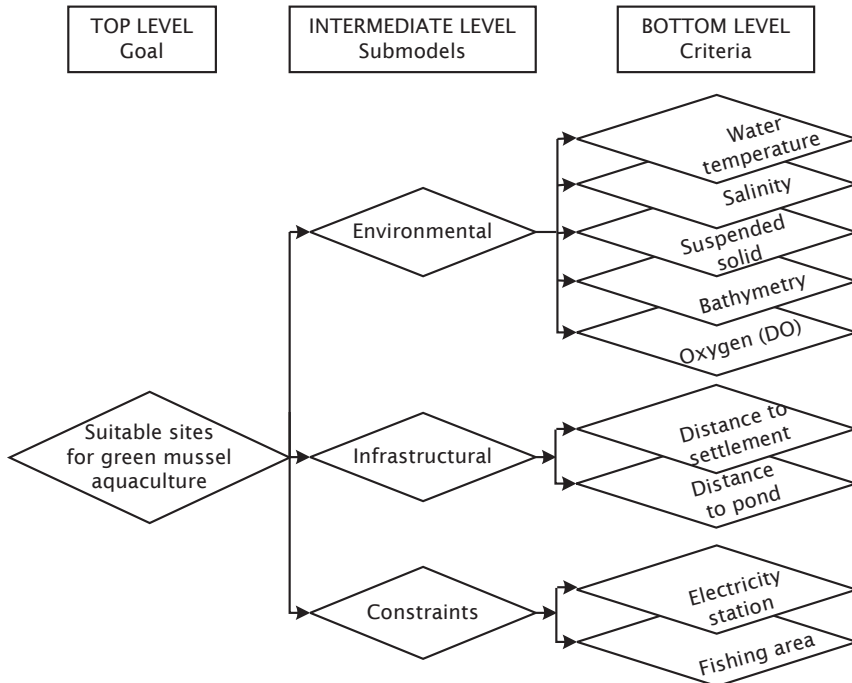 TOP LEVEL
Goal
INTERMEDIATE LEVEL
Submodels
BOTTOM LEVEL
Criteria
Suitable sites
for green mussel
aquaculture
Environmental
Water
temperature
Salinity
Suspended
solid
Bathymetry
Oxygen (DO)
Infrastructural
Distance to
settlement
Distance
to pond
Constraints
Electricity
station
Fishing area